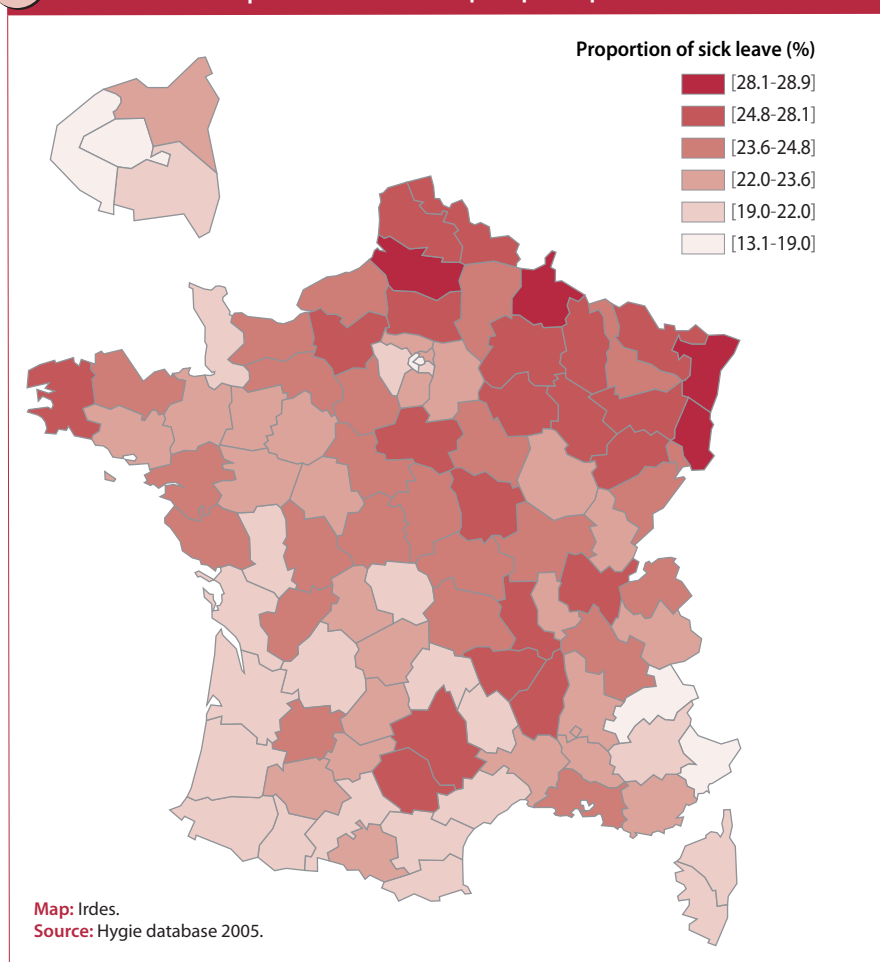 Proportion of sick leave (%)
[28.1-28.9]
[24.8-28.1]
[23.6-24.8]
[22.0-23.6]
[19.0-22.0]
[13.1-19.0]
Map: Irdes.
Source: Hygie database 2005.